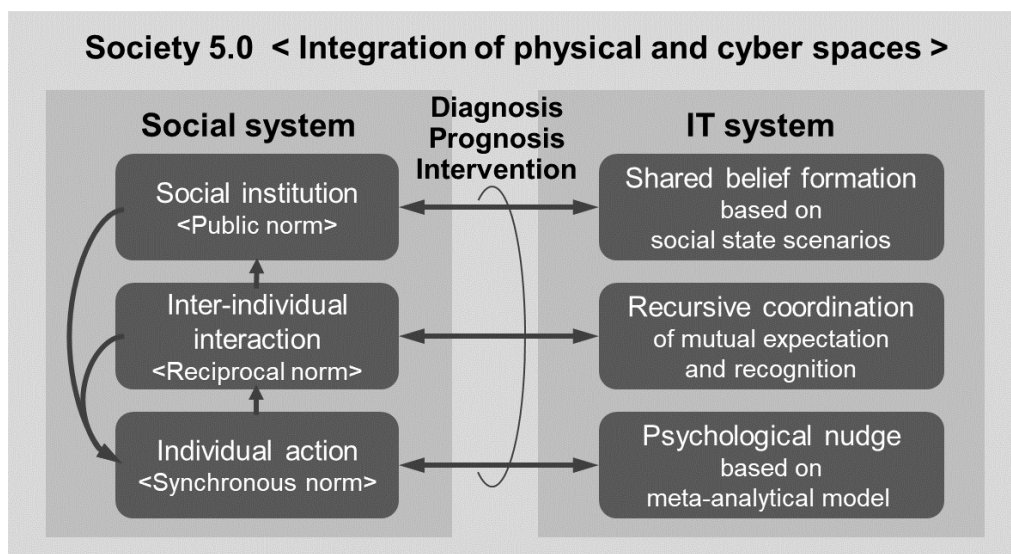 Society 5.0 < Integration of physical and cyber spaces >
Diagnosis
Prognosis
Intervention
Social system
Social institution
<Public norm>
Inter-individual
interaction
<Reciprocal norm>
Individual action
<Synchronous norm>
IT system
Shared belief formation
based on
social state scenarios
Recursive coordination
of mutual expectation
and recognition
Psychological nudge
based on
meta-analytical model